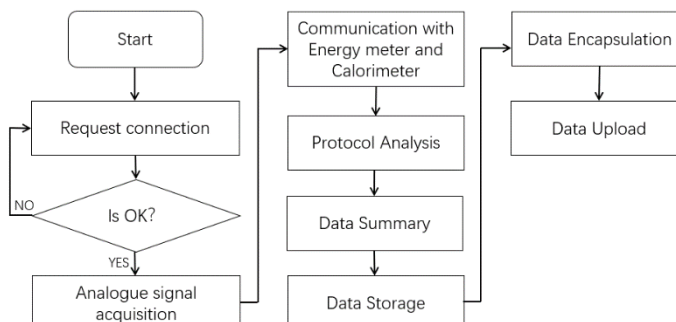 Start
Request connection
Is OK?
NO
YES
Analogue signal
acquisition
Communication with
Energy meter and
Calorimeter
Protocol Analysis
Data Summary
Data Storage
Data Encapsulation
Data Upload